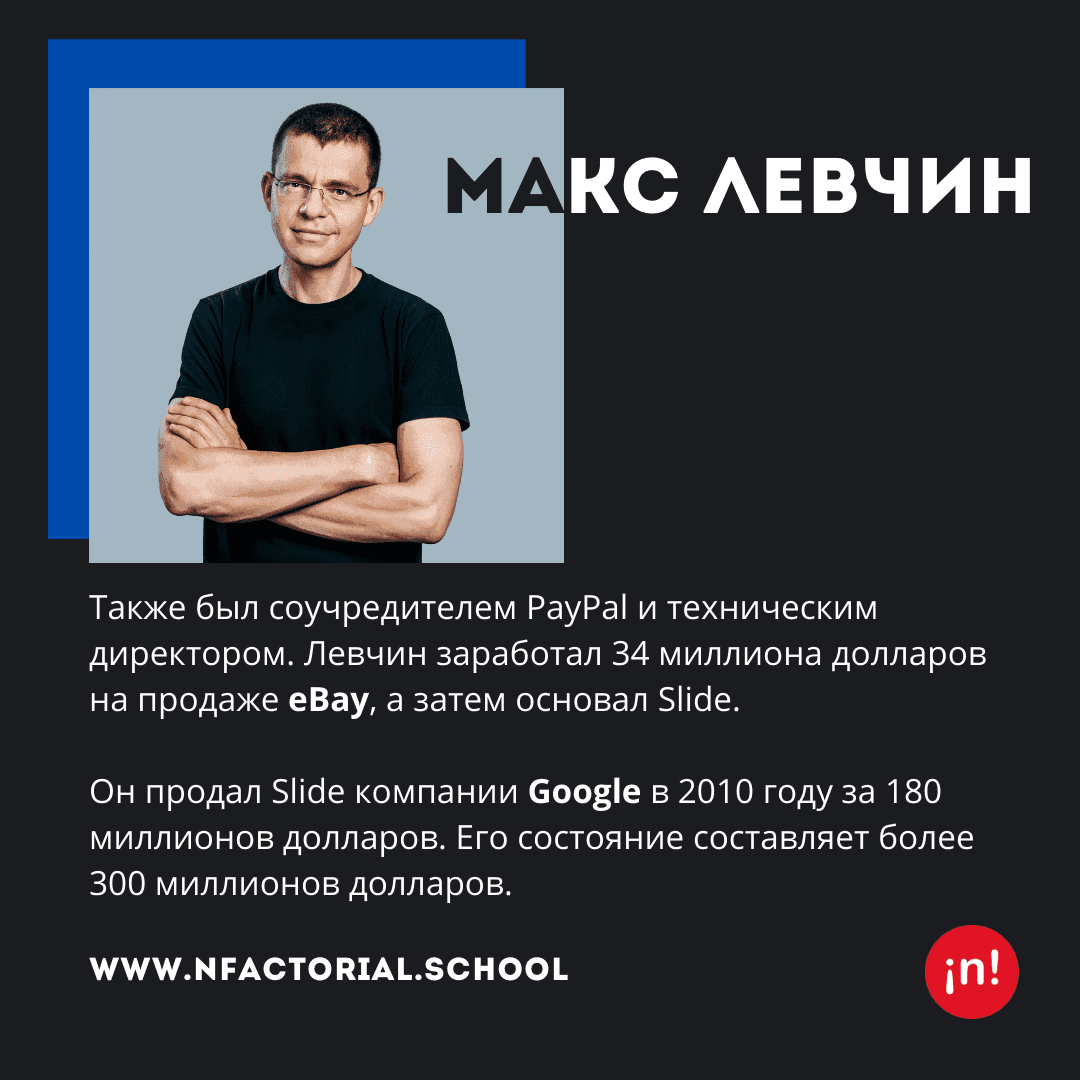 МАКС ЛЕВЧИН
Также был соучредителем PayPal и техническим
директором. Левчин заработал 34 миллиона долларов
на продаже eBay, а затем основал Slide.
Он продал Slide компании Google в 2010 году за 180
миллионов долларов. Его состояние составляет более
300 миллионов долларов.
WWW.NFACTORIAL.SCHOOL
¡n!